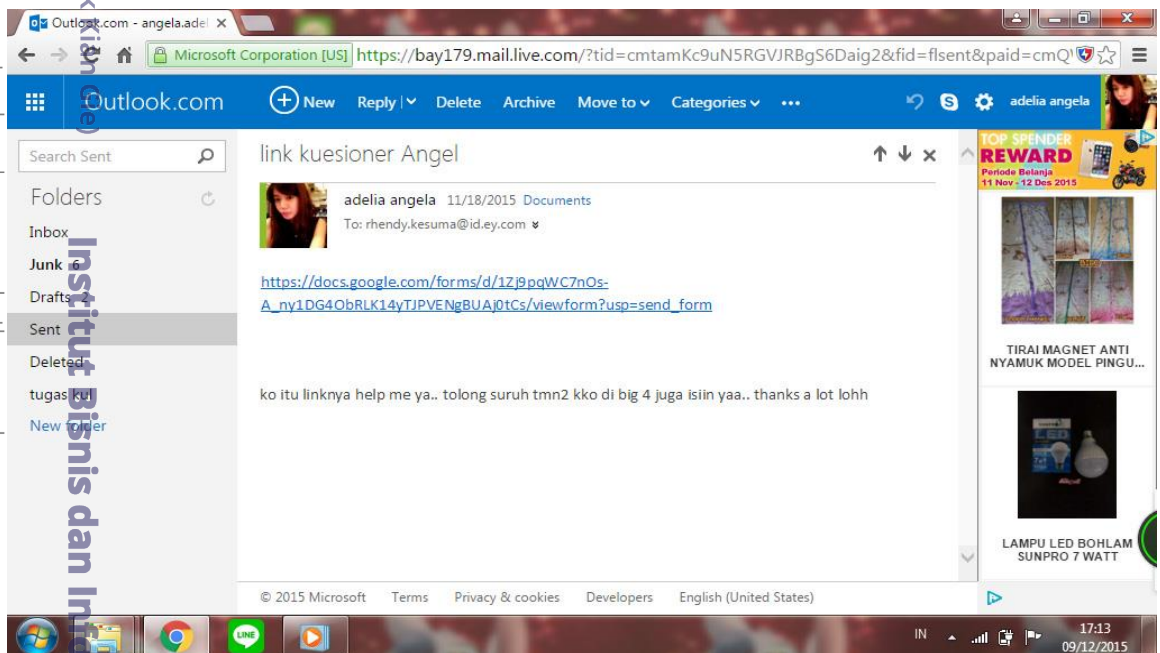 Outlook.com - angela.adel
Microsoft Corporation [US] https://bay179.mail.live.com/?tid=cmtamKc9uN5RGVJRBgS6Daig2&fid=flsent&paid=cmQ
Outlook.com
New Reply Delete Archive Move to Categories
adelia angela
Search Sent
Folders
Inbox
Junk 6
Drafts 2
Sent
Deleted
tugas kul
New folder
link kuesioner Angel
adelia angela 11/18/2015 Documents
To: rhendy.kesuma@id.ey.com
https://docs.google.com/forms/d/1Zj9pqWC7nOs-
A_ny1DG4ObRLK14yTJPVENgBUAj0tCs/viewform?usp=send_form
ko itu linknya help me ya.. tolong suruh tmn2 kko di big 4 juga isiin yaa.. thanks a lot lohh
TOP SPENDER
REWARD
Periode Belanja
11 Nov - 12 Des 2015
TIRAI MAGNET ANTI
NYAMUK MODEL PINGU...
LED
LAMPU LED BOHLAM
SUNPRO 7 WATT
© 2015 Microsoft Terms Privacy & cookies Developers English (United States)
LINE
IN
17:13
09/12/2015
Kian Gie)
Institut Bisnis dan Inf